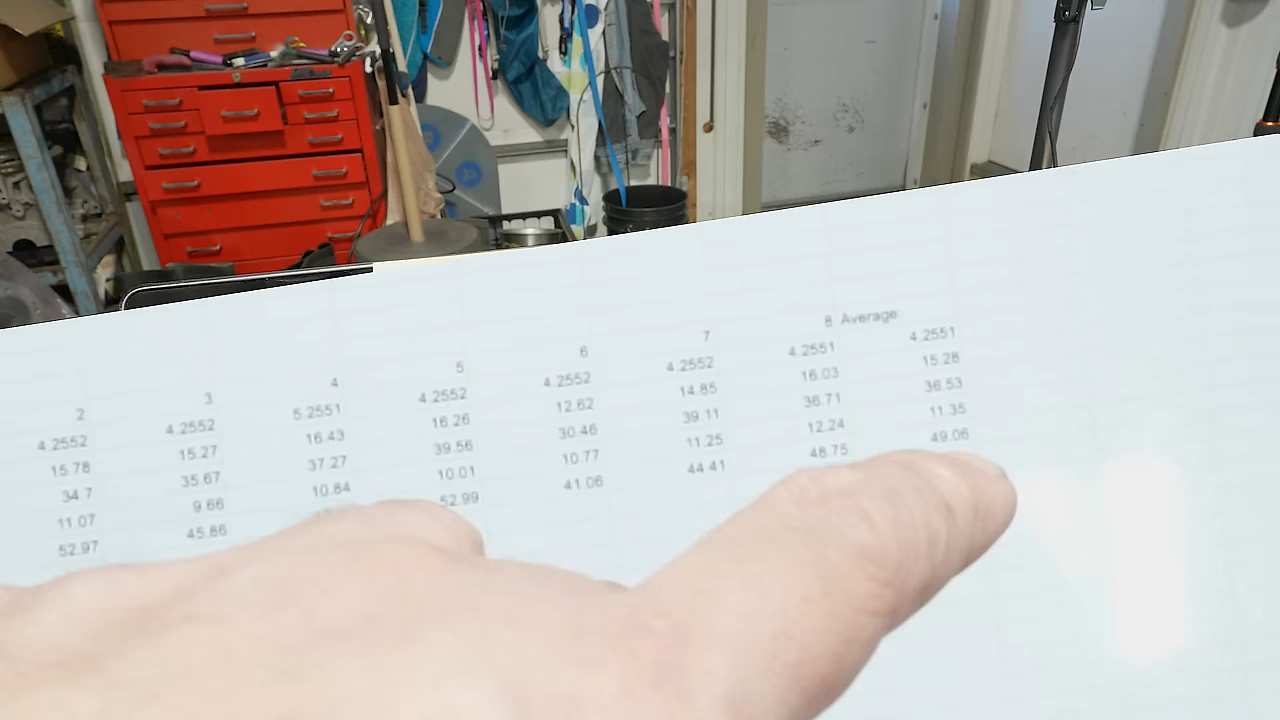 2 3 4 5 6 7 8 Average:
4.2552 4.2552 5.2551 4.2552 4.2552 4.2552 4.2551 4.2551
15.78 15.27 16.43 16.26 12.62 14.85 16.03 15.28
34.7 35.67 37.27 39.56 30.46 39.11 36.71 36.53
11.07 9.66 10.84 10.01 10.77 11.25 12.24 11.35
52.97 45.86 52.99 41.06 44.41 48.75 49.06